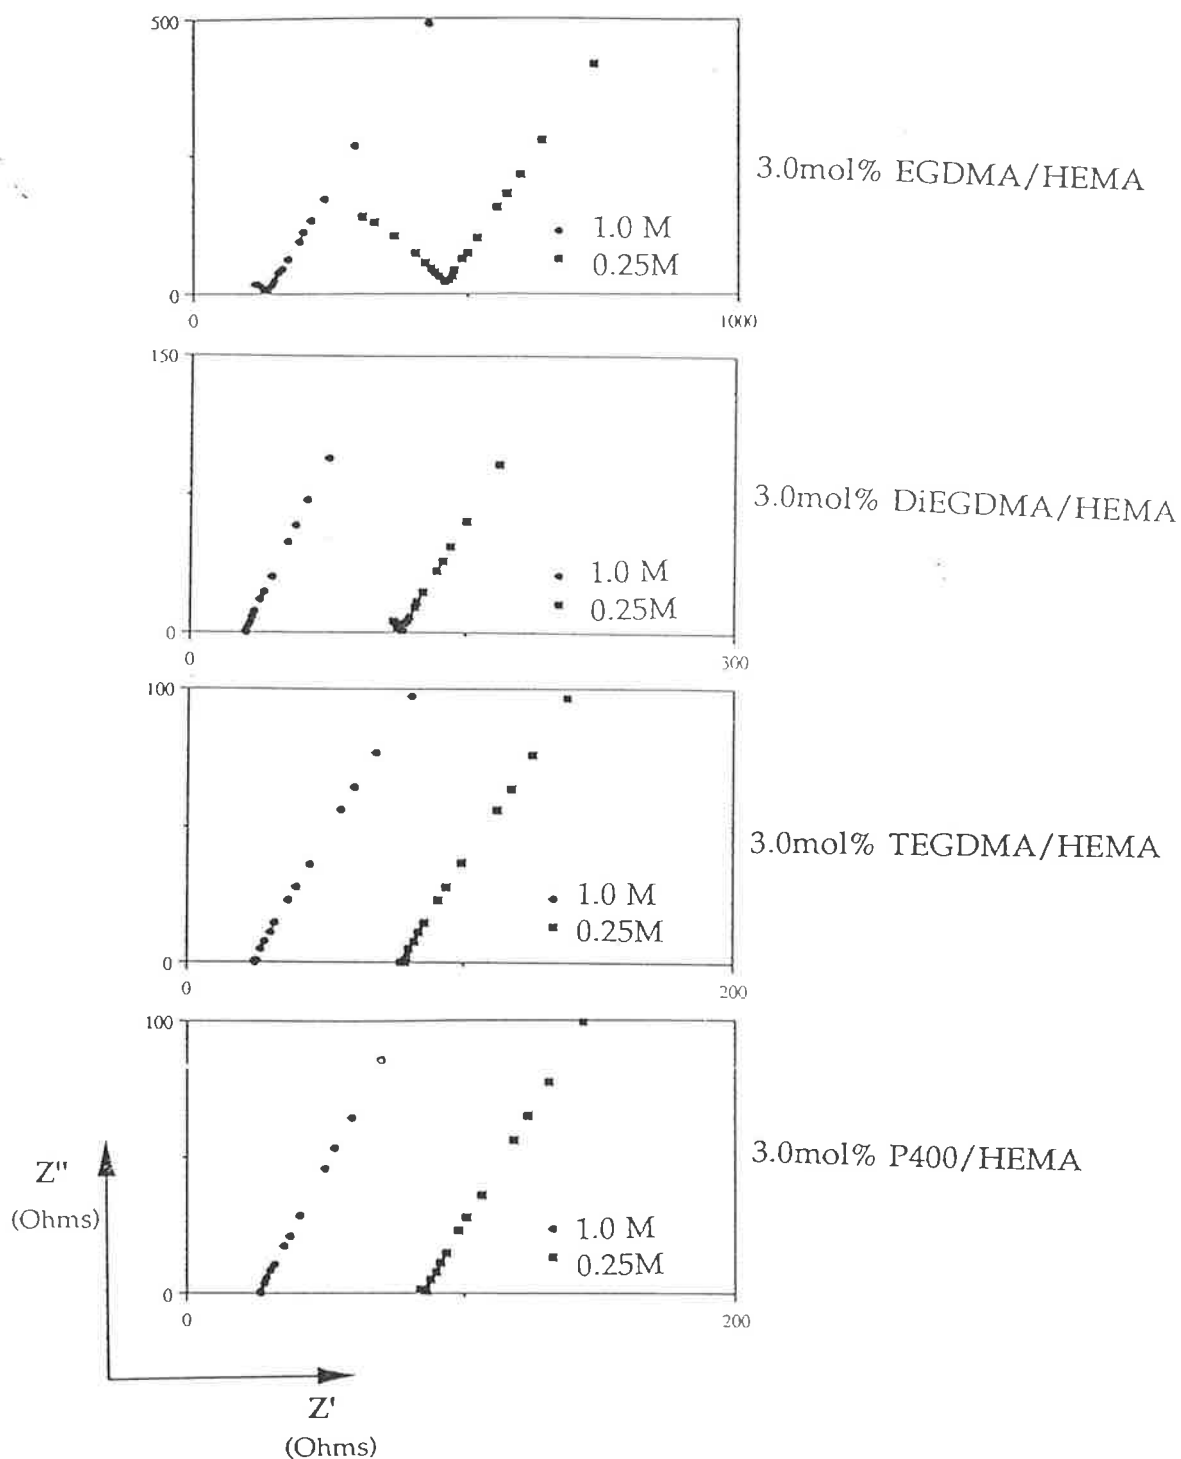 500
3.0mol% EGDMA/HEMA
1.0 M
0.25M
0
0
1000
150
3.0mol% DiEGDMA/HEMA
1.0 M
0.25M
0
0
300
100
3.0mol% TEGDMA/HEMA
1.0 M
0.25M
0
0
200
100
3.0mol% P400/HEMA
Z''
(Ohms)
1.0 M
0.25M
0
0
200
Z'
(Ohms)